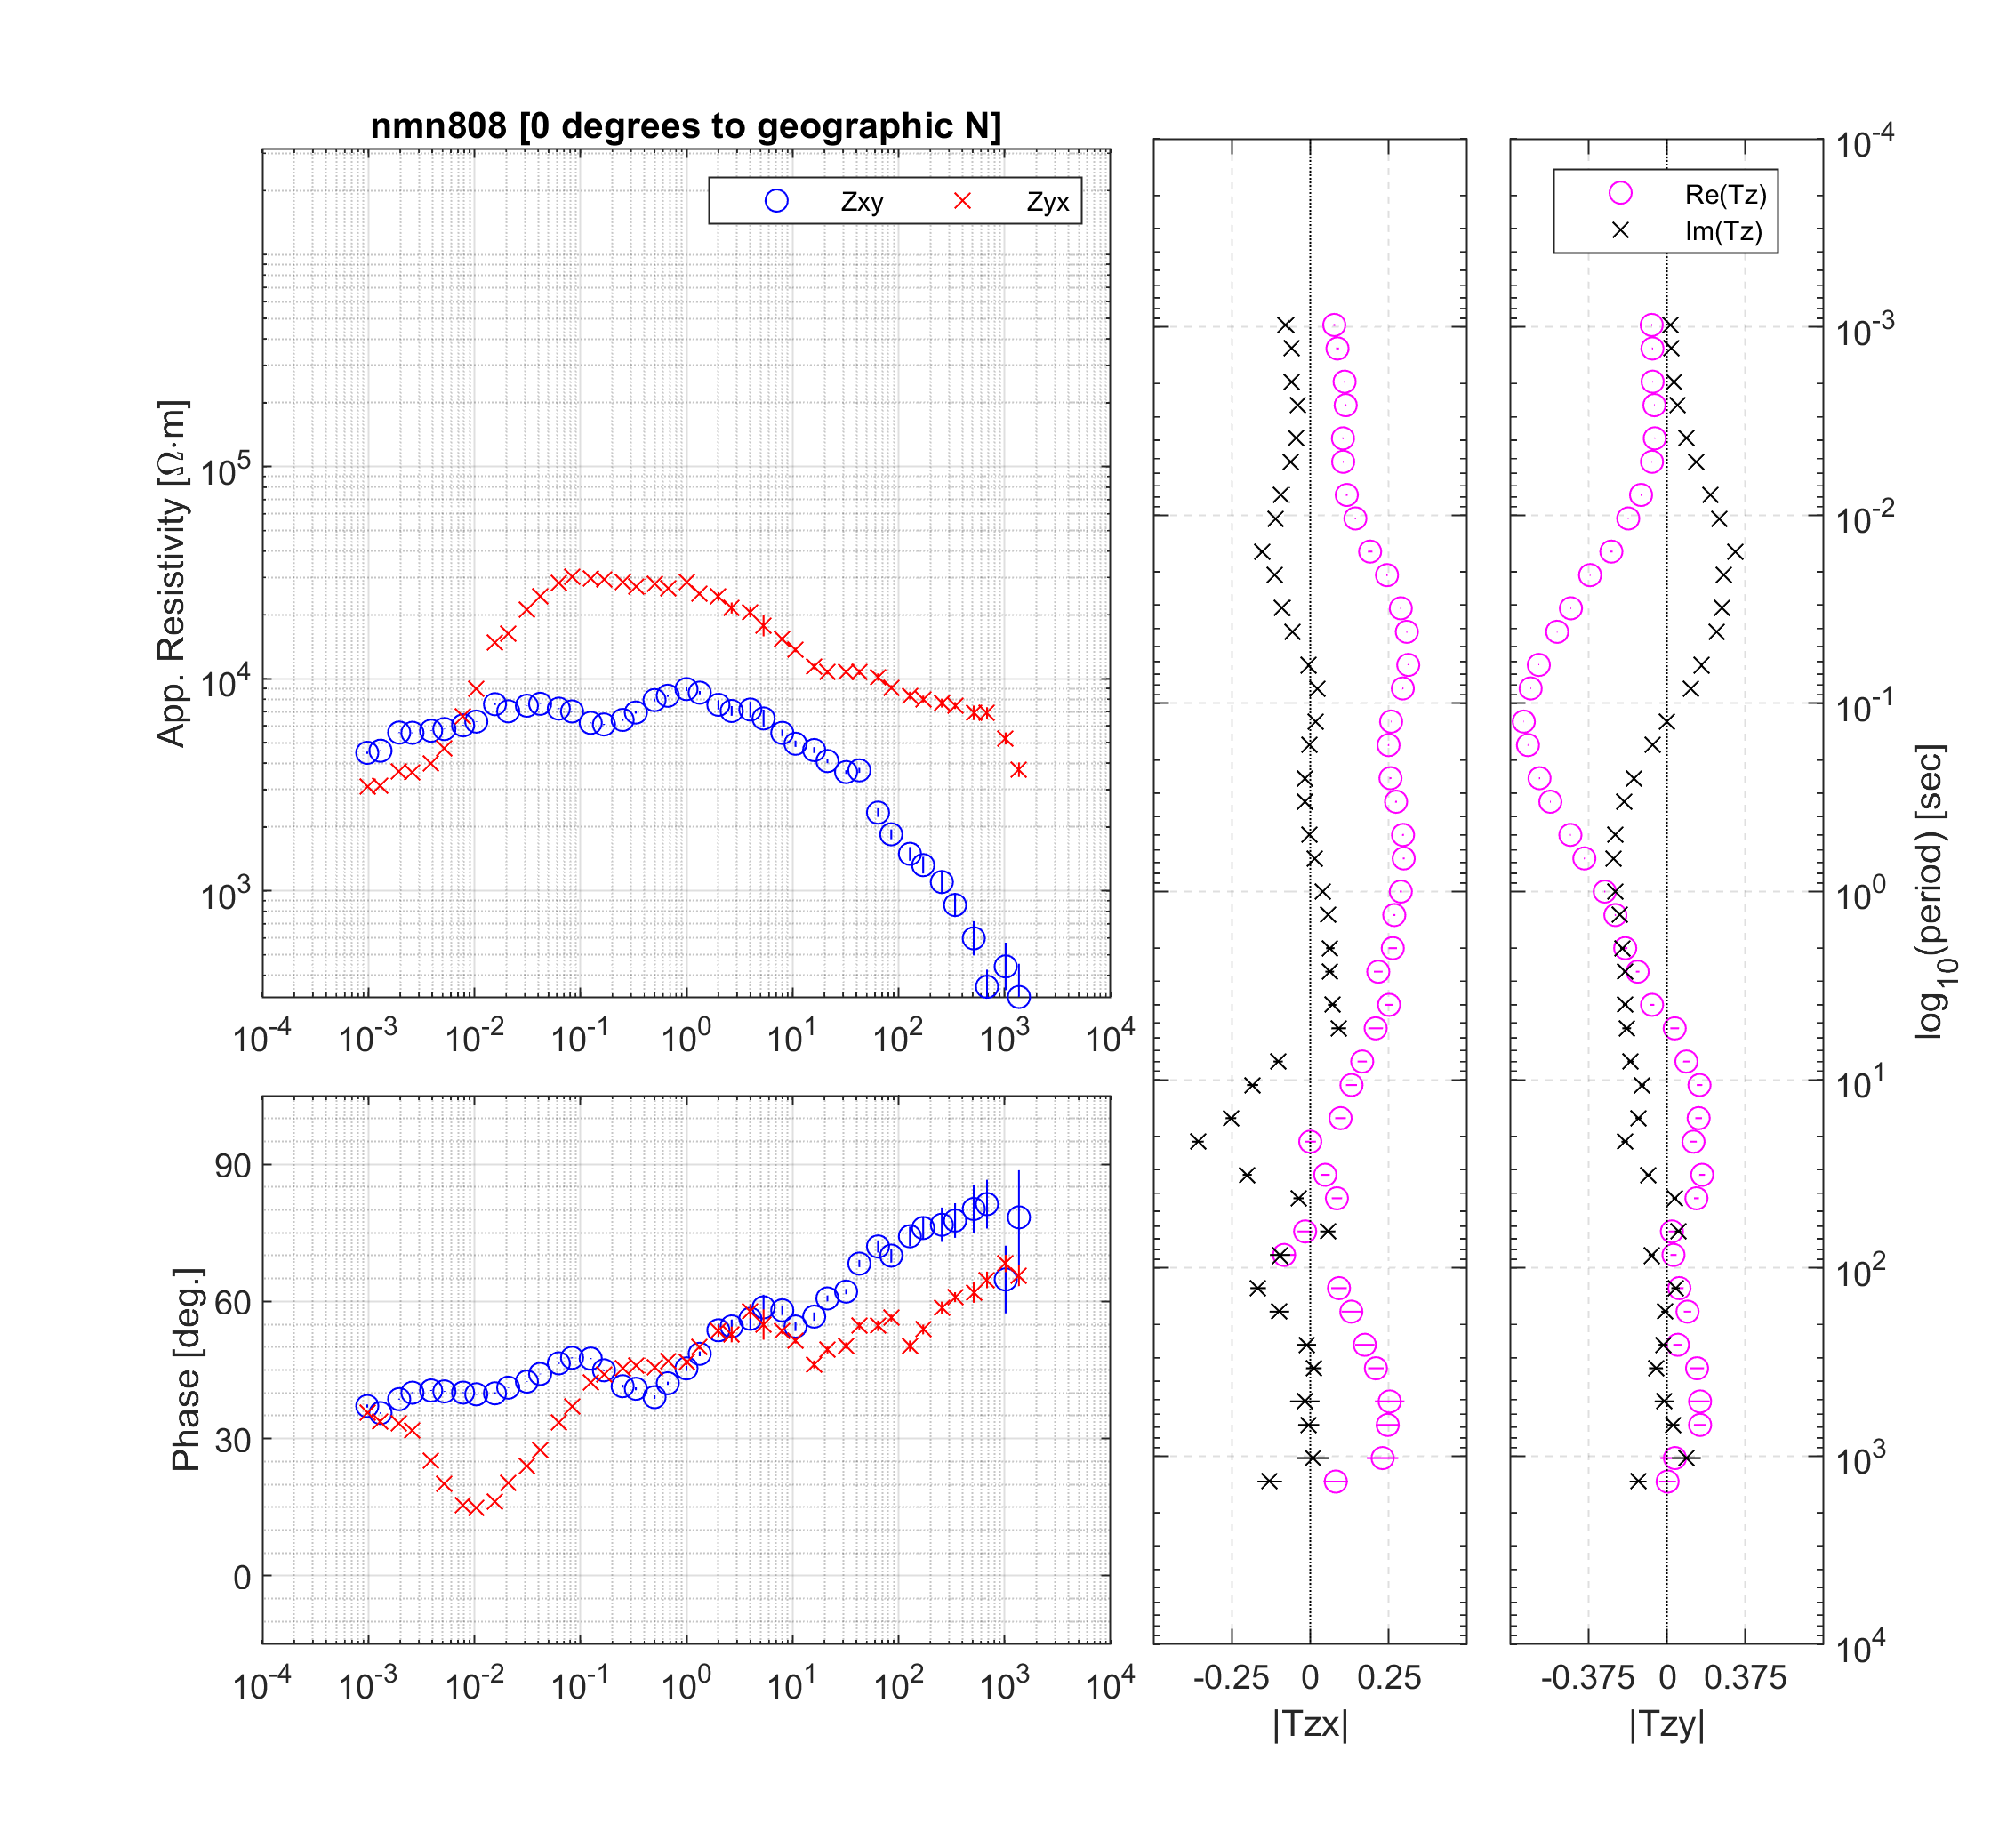 nmn808 [0 degrees to geographic N]
Zxy Zyx
App. Resistivity [Ω·m]
10^5
10^4
10^3
10^-4 10^-3 10^-2 10^-1 10^0 10^1 10^2 10^3 10^4
Phase [deg.]
90
60
30
0
10^-4 10^-3 10^-2 10^-1 10^0 10^1 10^2 10^3 10^4
-0.25 0 0.25
|Tzx|
Re(Tz)
Im(Tz)
-0.375 0 0.375
|Tzy|
10^-4
10^-3
10^-2
10^-1
10^0
10^1
10^2
10^3
10^4
log10(period) [sec]